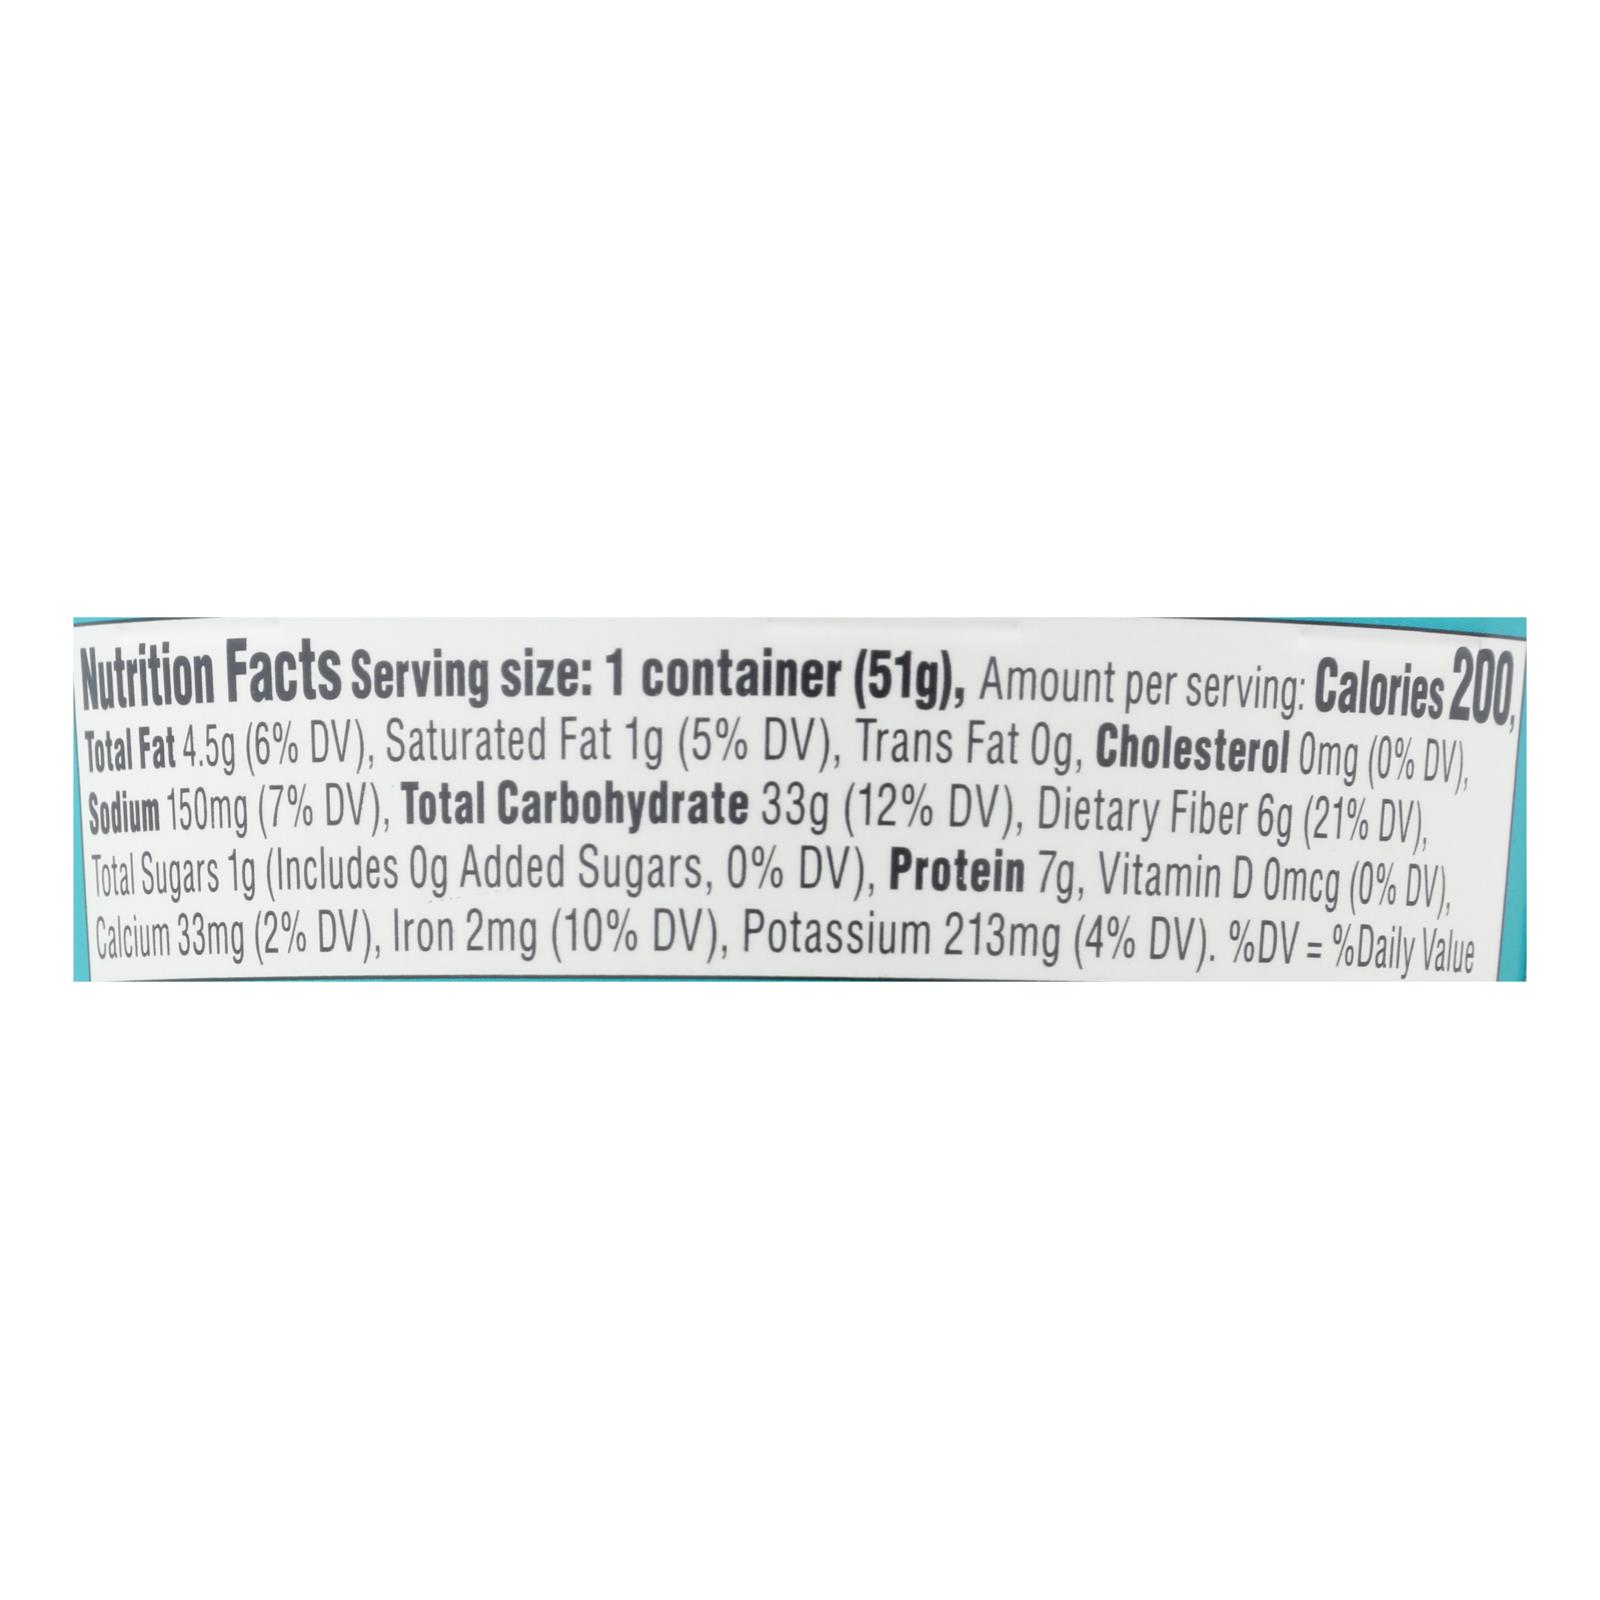 Nutrition Facts Serving size: 1 container (51g), Amount per serving: Calories 200,
Total Fat 4.5g (6% DV), Saturated Fat 1g (5% DV), Trans Fat 0g, Cholesterol 0mg (0% DV),
Sodium 150mg (7% DV), Total Carbohydrate 33g (12% DV), Dietary Fiber 6g (21% DV),
Total Sugars 1g (Includes 0g Added Sugars, 0% DV), Protein 7g, Vitamin D 0mcg (0% DV),
Calcium 33mg (2% DV), Iron 2mg (10% DV), Potassium 213mg (4% DV). %DV = %Daily Value